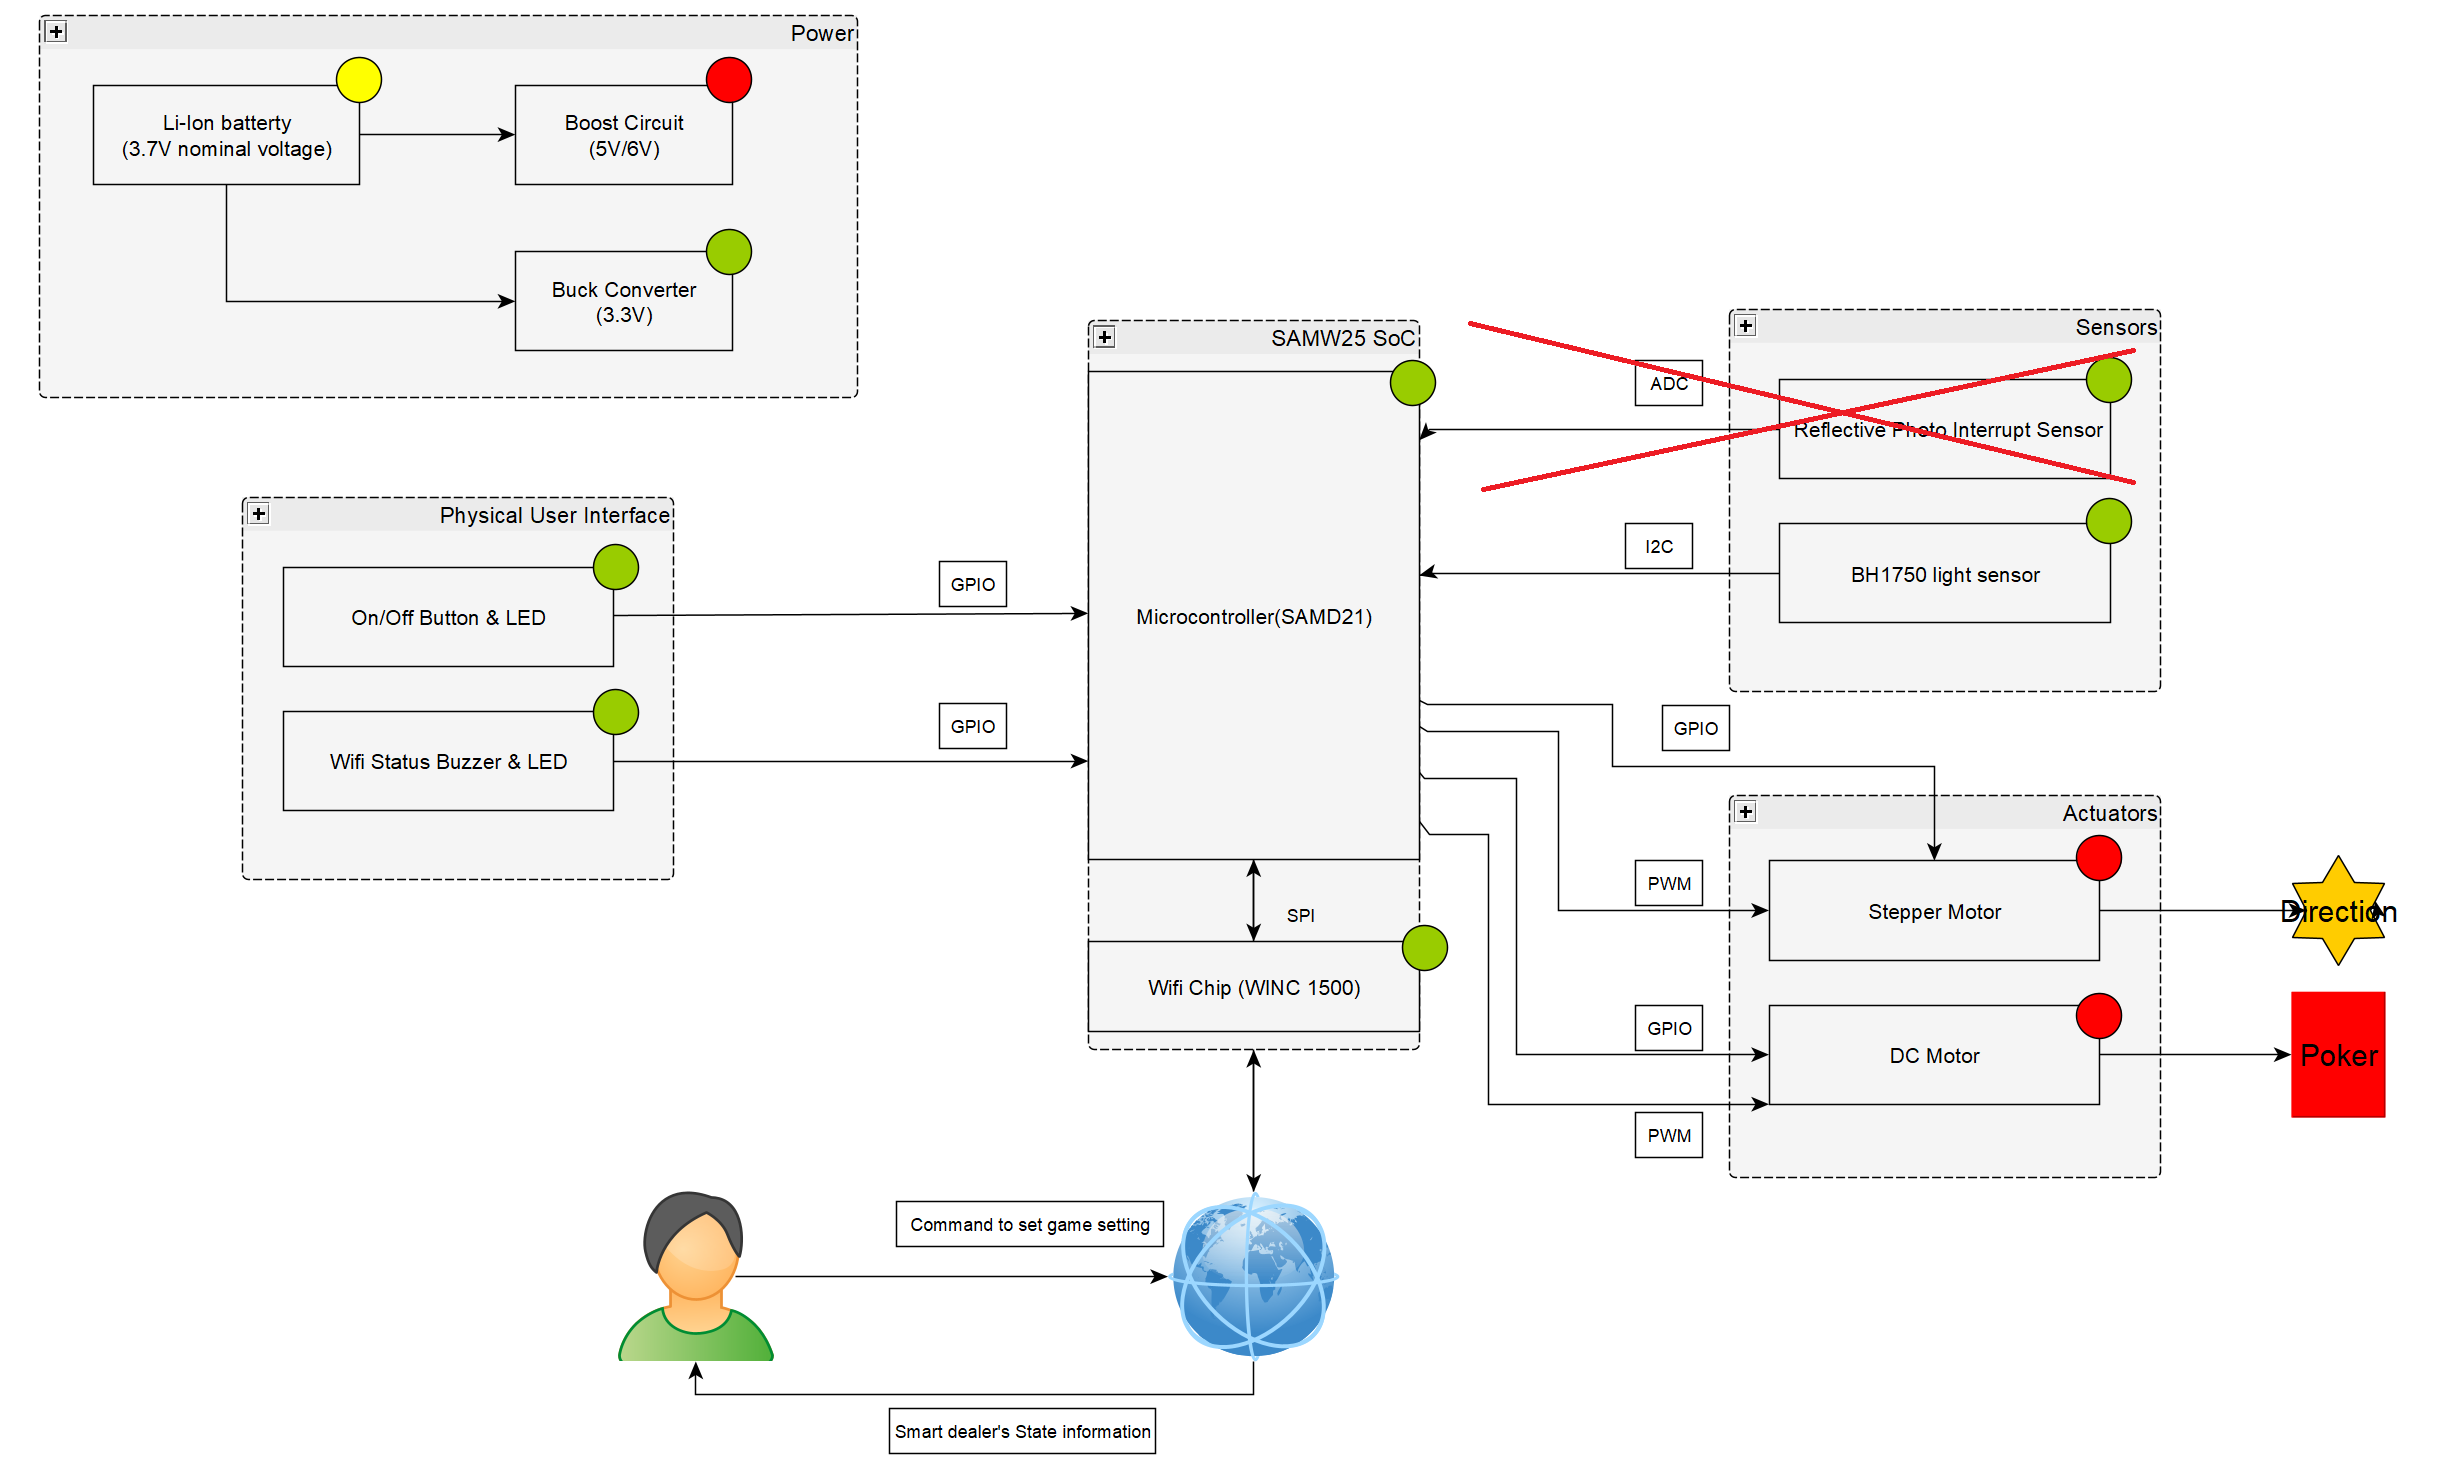 Power
Li-Ion batterty
(3.7V nominal voltage)
Boost Circuit
(5V/6V)
Buck Converter
(3.3V)
SAMW25 SoC
Microcontroller(SAMD21)
SPI
Wifi Chip (WINC 1500)
Sensors
ADC
Reflective Photo Interrupt Sensor
I2C
BH1750 light sensor
Physical User Interface
On/Off Button & LED
GPIO
Wifi Status Buzzer & LED
GPIO
GPIO
Actuators
PWM
Stepper Motor
Direction
GPIO
DC Motor
Poker
PWM
Command to set game setting
Smart dealer's State information